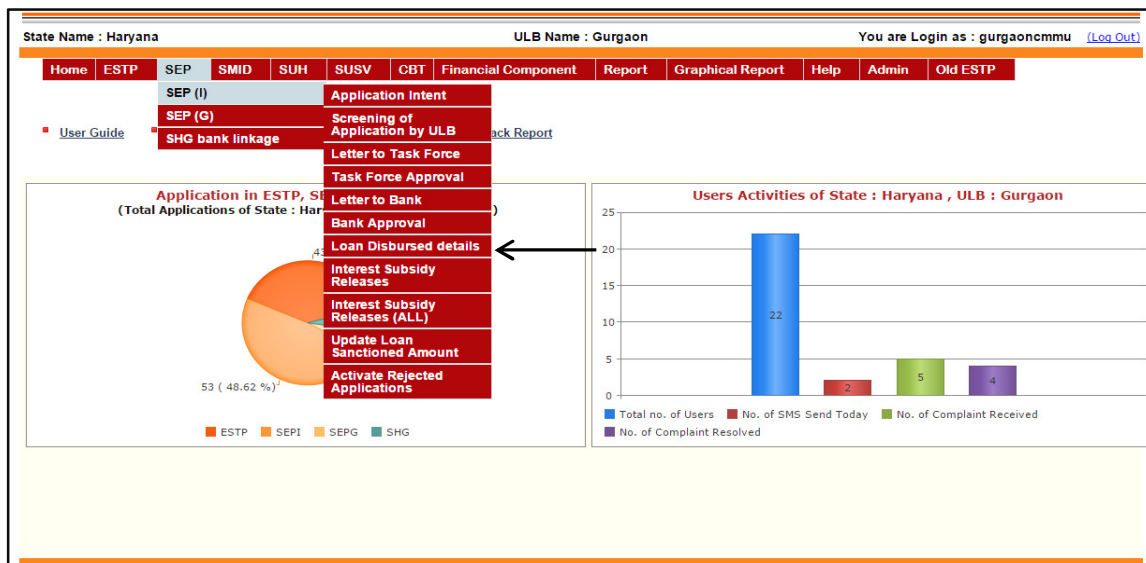 State Name : Haryana ULB Name : Gurgaon You are Login as : gurgaoncmmu (Log Out)
Home ESTP SEP SMID SUH SUSV CBT Financial Component Report Graphical Report Help Admin Old ESTP
SEP (I)
SEP (G)
SHG bank linkage
Application Intent
Screening of
Application by ULB
Letter to Task Force
Task Force Approval
Letter to Bank
Bank Approval
Loan Disbursed details
Interest Subsidy
Releases
Interest Subsidy
Releases (ALL)
Update Loan
Sanctioned Amount
Activate Rejected
Applications
User Guide
Report
Application in ESTP,
(Total Applications of State :
53 ( 48.62 %)
ESTP SEPI SEPG SHG
Users Activities of State : Haryana , ULB : Gurgaon
25
20
15
10
5
0
22
2
5
4
Total no. of Users No. of SMS Send Today No. of Complaint Received
No. of Complaint Resolved